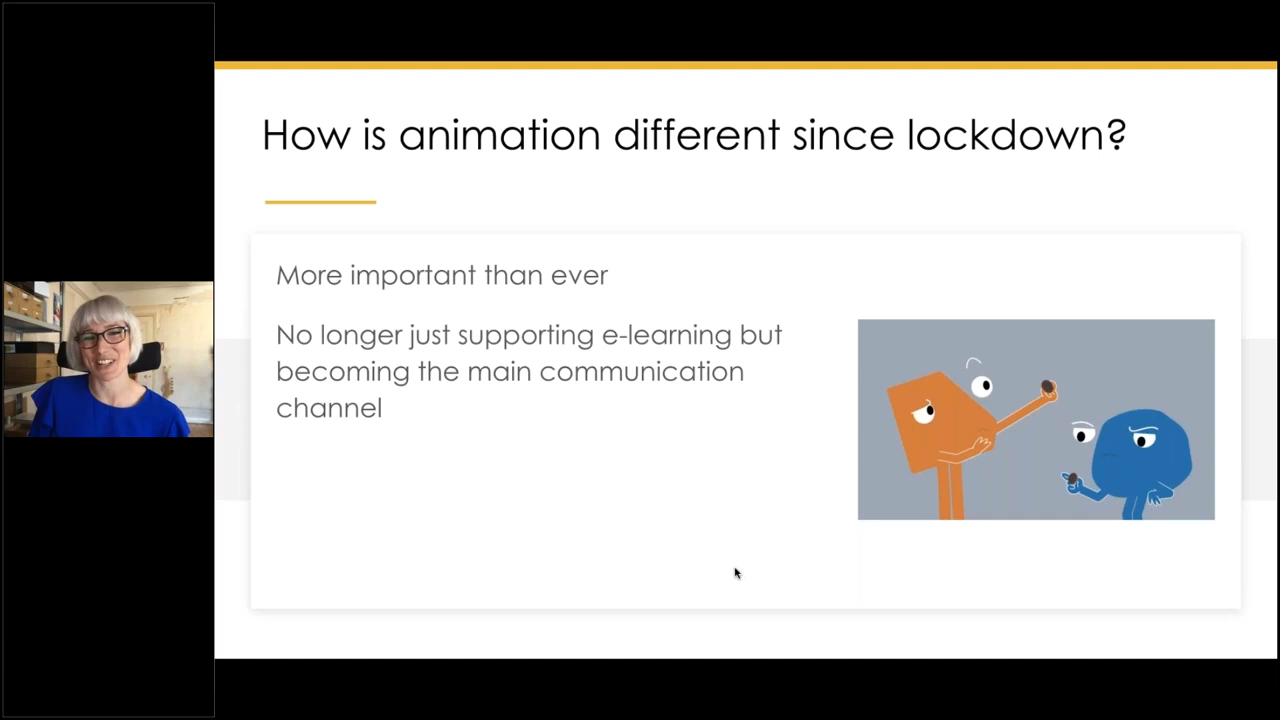 How is animation different since lockdown?
More important than ever
No longer just supporting e-learning but
becoming the main communication
channel